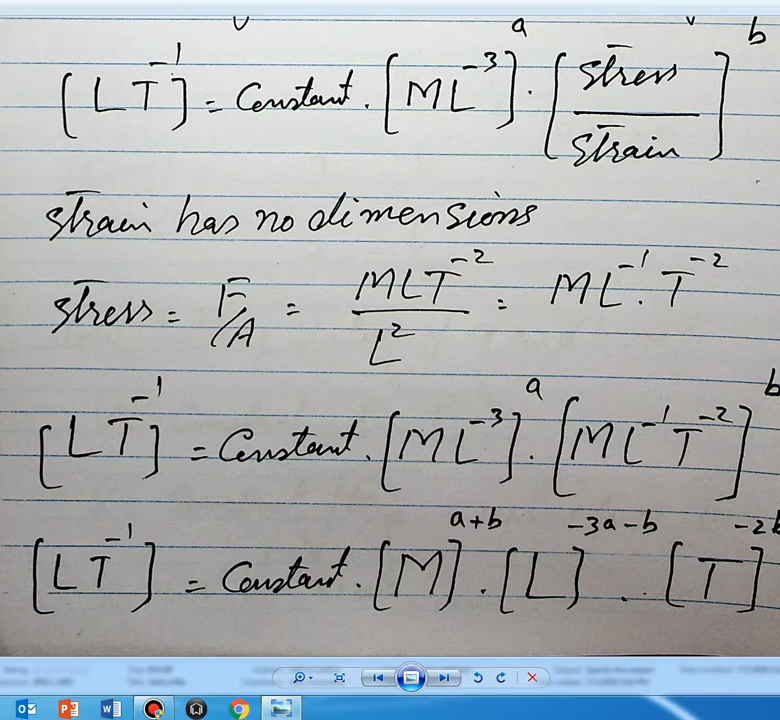 [LT⁻¹] = Constant . [ML⁻³]ᵃ . [Stress / Strain]ᵇ
Strain has no dimensions
Stress = F/A = MLT⁻² / L² = ML⁻¹ . T⁻²
[LT⁻¹] = Constant . [ML⁻³]ᵃ . [ML⁻¹T⁻²]ᵇ
[LT⁻¹] = Constant . [M]ᵃ⁺ᵇ . [L]⁻³ᵃ⁻ᵇ . . [T]⁻²ᵇ